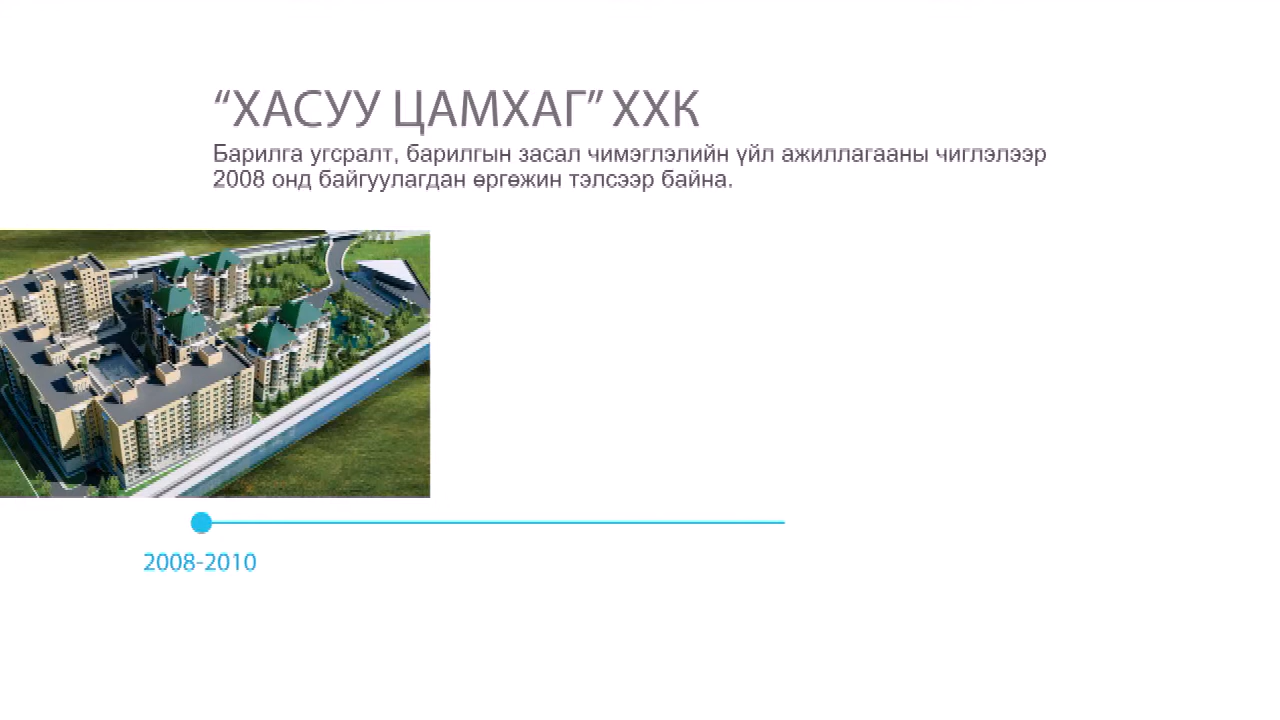 “ХАСУУ ЦАМХАГ” ХХК
Барилга угсралт, барилгын засал чимэглэлийн үйл ажиллагааны чиглэлээр
2008 онд байгуулагдан өргөжин тэлсээр байна.
2008-2010